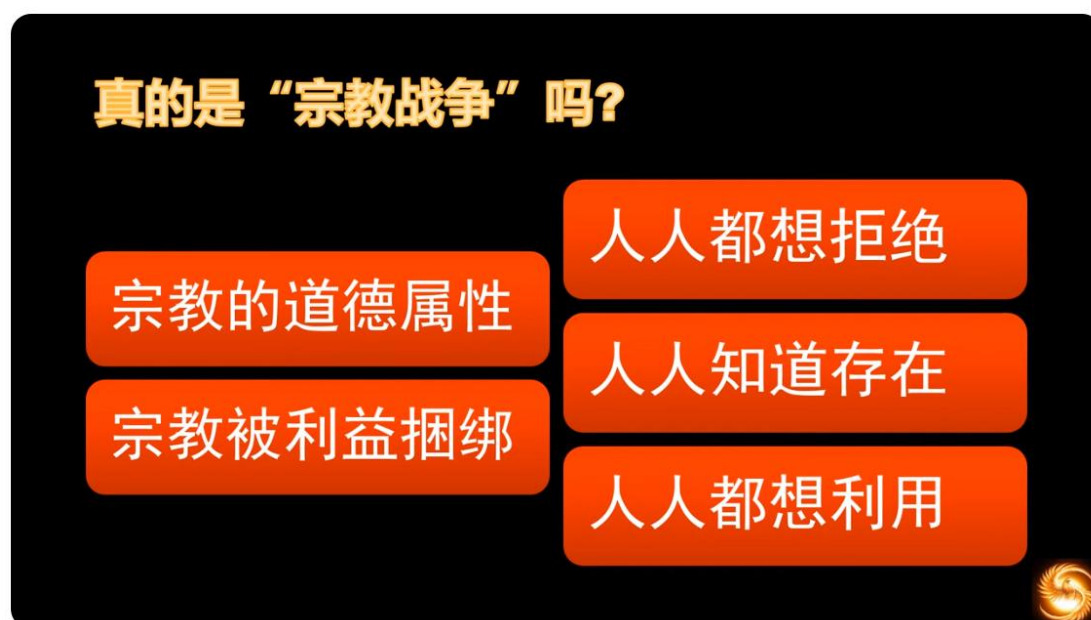 真的是“宗教战争”吗?
宗教的道德属性
宗教被利益捆绑
人人都想拒绝
人人知道存在
人人都想利用